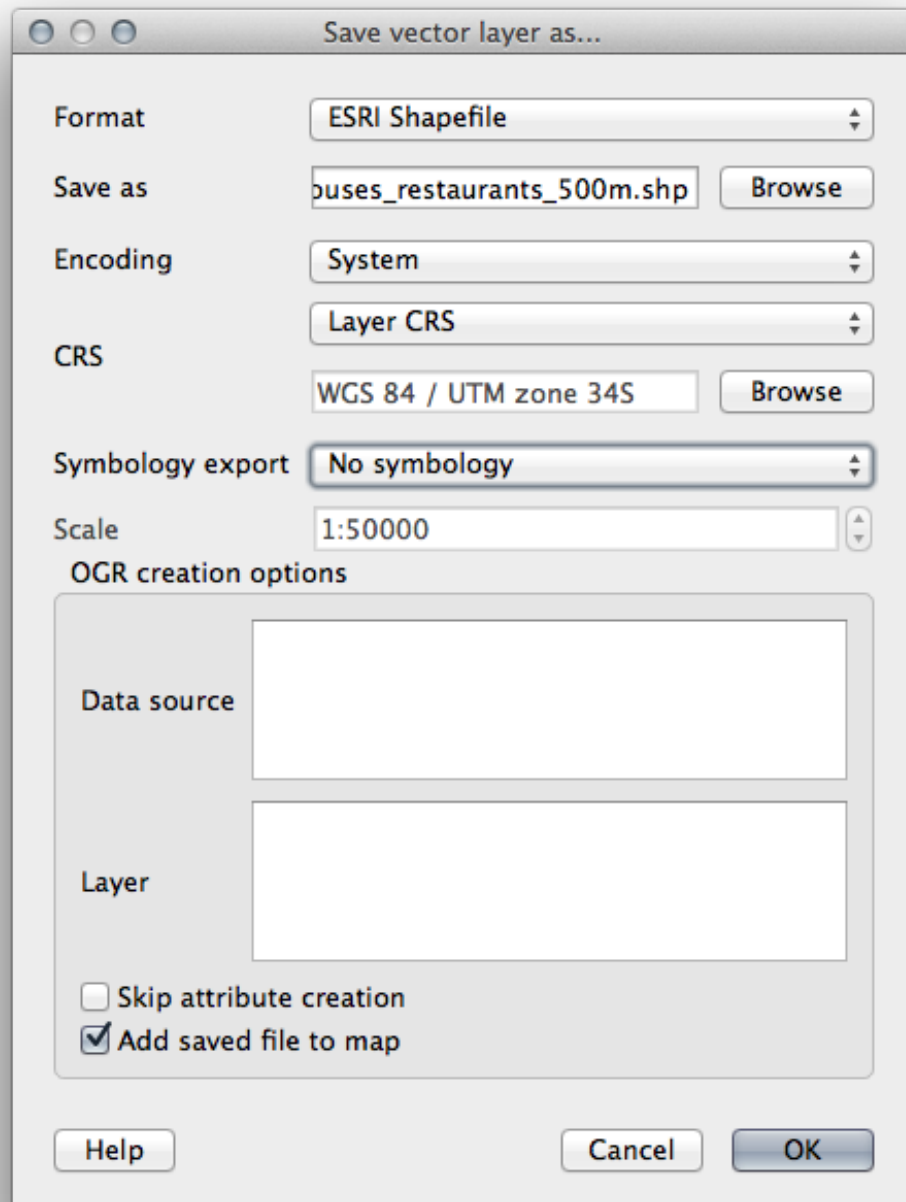 Save vector layer as...
Format ESRI Shapefile
Save as ouses_restaurants_500m.shp Browse
Encoding System
Layer CRS
CRS
WGS 84 / UTM zone 34S Browse
Symbology export No symbology
Scale 1:50000
OGR creation options
Data source
Layer
Skip attribute creation
Add saved file to map
Help Cancel OK